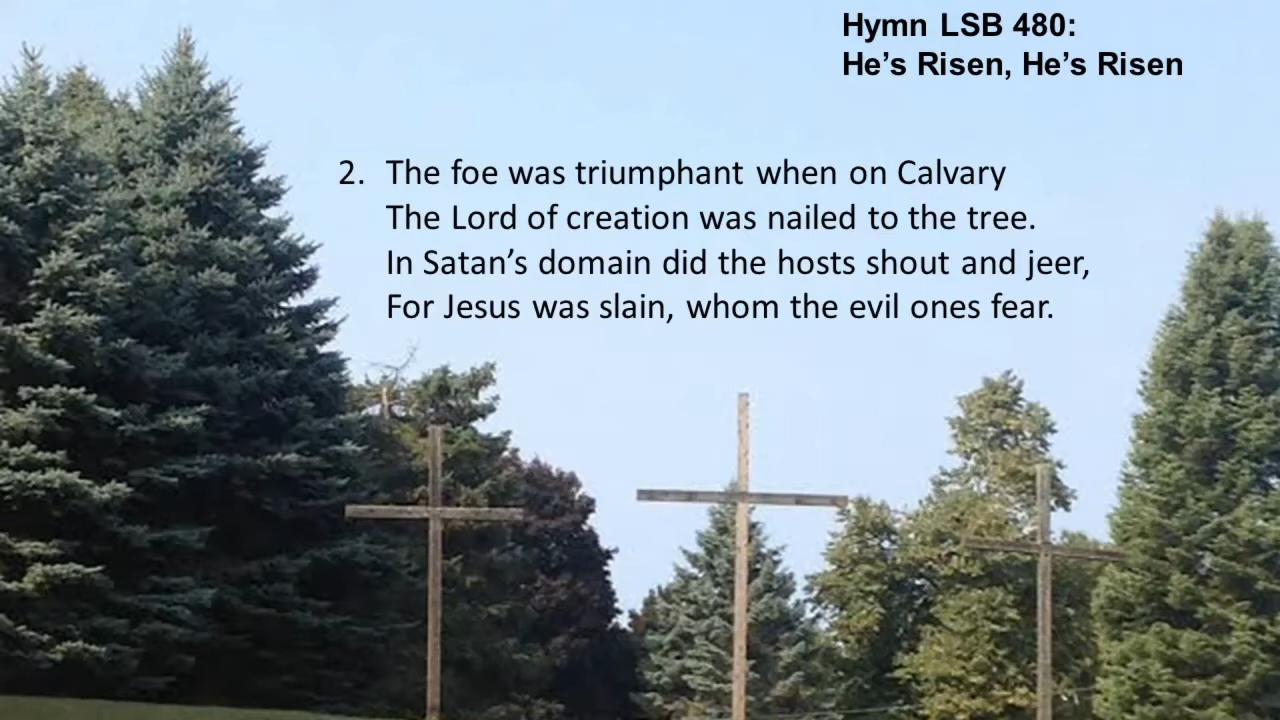 Hymn LSB 480:
He’s Risen, He’s Risen
2. The foe was triumphant when on Calvary
The Lord of creation was nailed to the tree.
In Satan’s domain did the hosts shout and jeer,
For Jesus was slain, whom the evil ones fear.